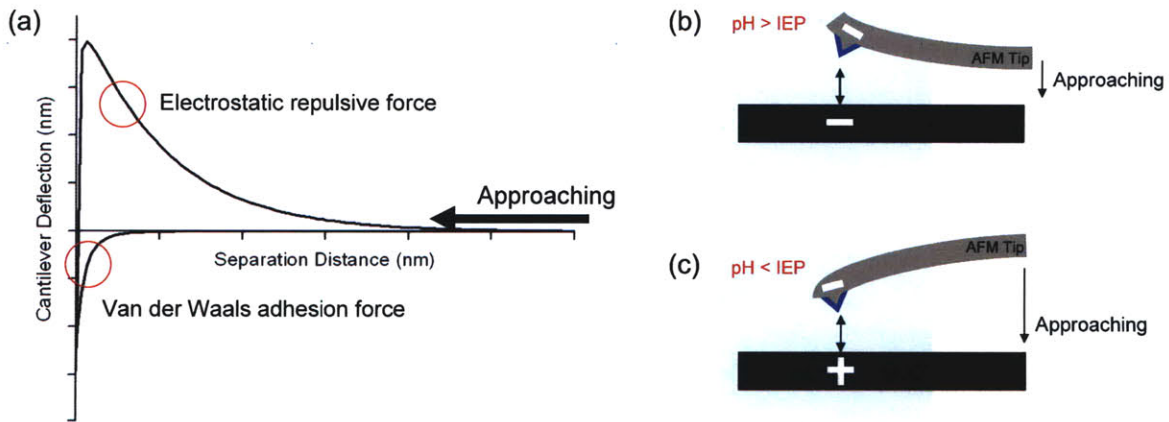 (a)
Cantilever Deflection (nm)
Electrostatic repulsive force
Approaching
Separation Distance (nm)
Van der Waals adhesion force
(b)
pH > IEP
AFM Tip
Approaching
−
(c)
pH < IEP
AFM Tip
Approaching
+